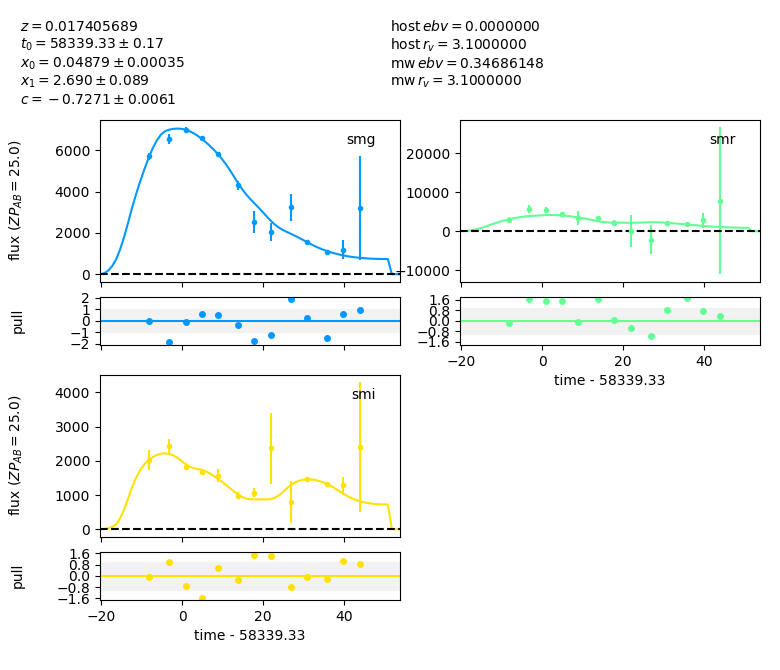 z = 0.017405689
t₀ = 58339.33 ± 0.17
x₀ = 0.04879 ± 0.00035
x₁ = 2.690 ± 0.089
c = −0.7271 ± 0.0061
host ebv = 0.0000000
host r_v = 3.1000000
mw ebv = 0.34686148
mw r_v = 3.1000000
smg
flux (ZP_AB = 25.0)
6000
4000
2000
0
smr
20000
10000
0
−10000
pull
2
1
0
−1
−2
1.6
0.8
0.0
−0.8
−1.6
−20 0 20 40
time - 58339.33
smi
flux (ZP_AB = 25.0)
4000
3000
2000
1000
0
pull
1.6
0.8
0.0
−0.8
−1.6
−20 0 20 40
time - 58339.33